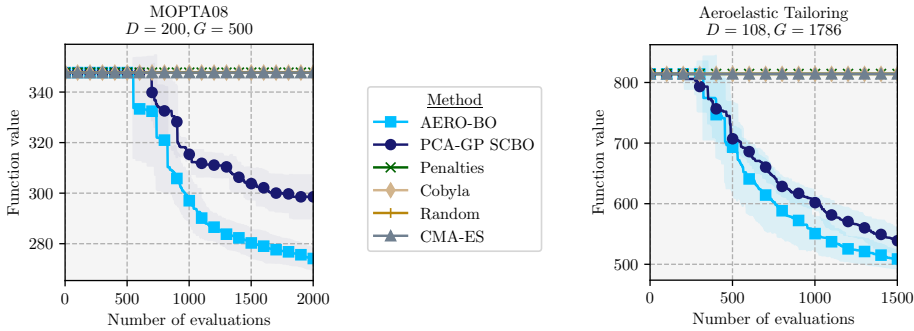 MOPTA08
D = 200, G = 500
Function value
340
320
300
280
0
500
1000
1500
2000
Number of evaluations
Method
AERO-BO
PCA-GP SCBO
Penalties
Cobyla
Random
CMA-ES
Aeroelastic Tailoring
D = 108, G = 1786
Function value
800
700
600
500
0
500
1000
1500
Number of evaluations